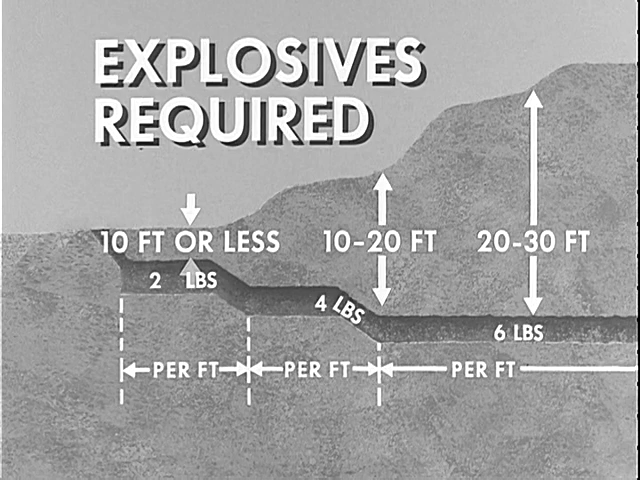 EXPLOSIVES
REQUIRED
10 FT OR LESS
10-20 FT
20-30 FT
2 LBS
4 LBS
6 LBS
PER FT
PER FT
PER FT